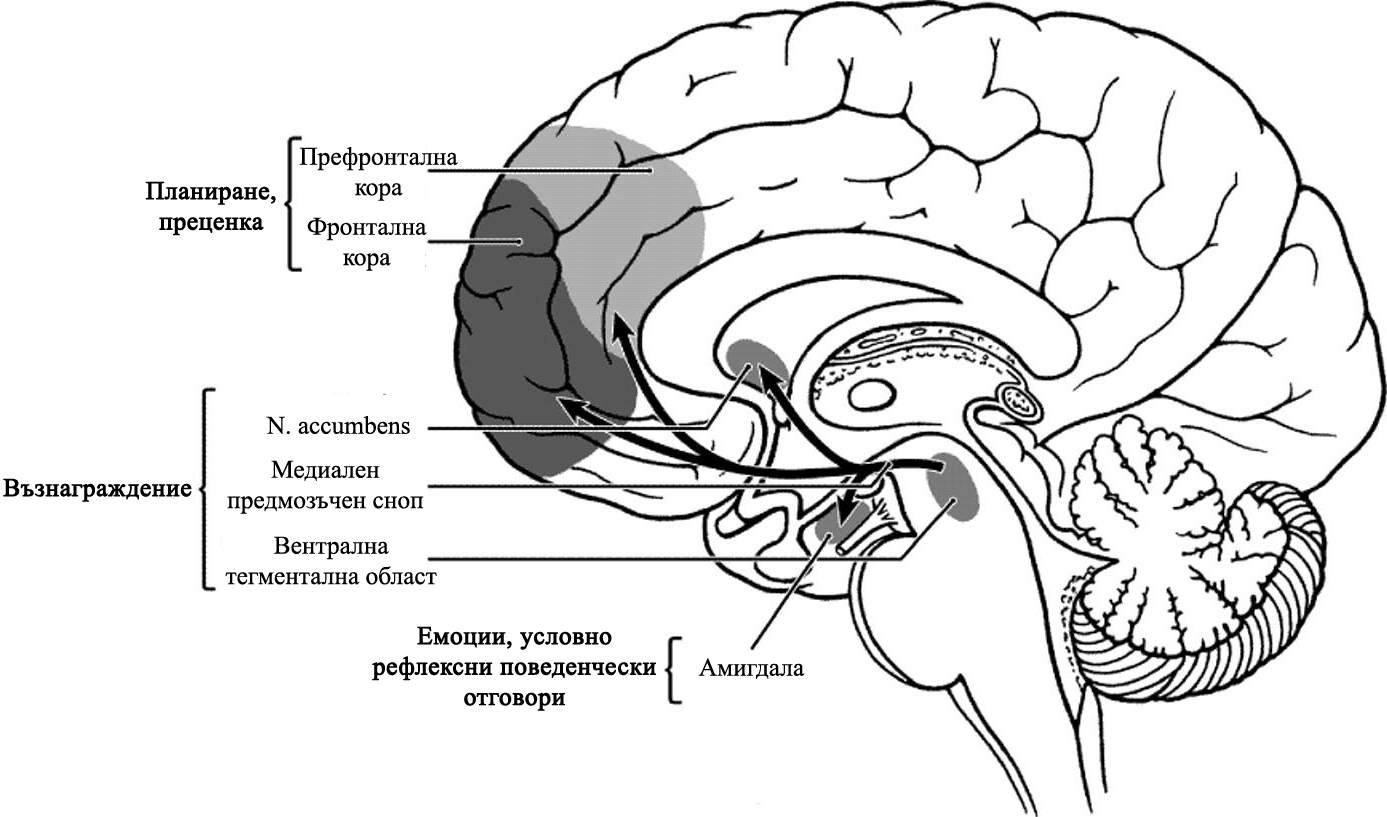 Планиране,
преценка
Префронтална
кора
Фронтална
кора
Възнаграждение
N. accumbens
Медиален
предмозъчен сноп
Вентрална
тегментална област
Емоции, условно
рефлексни поведенчески
отговори
Амигдала